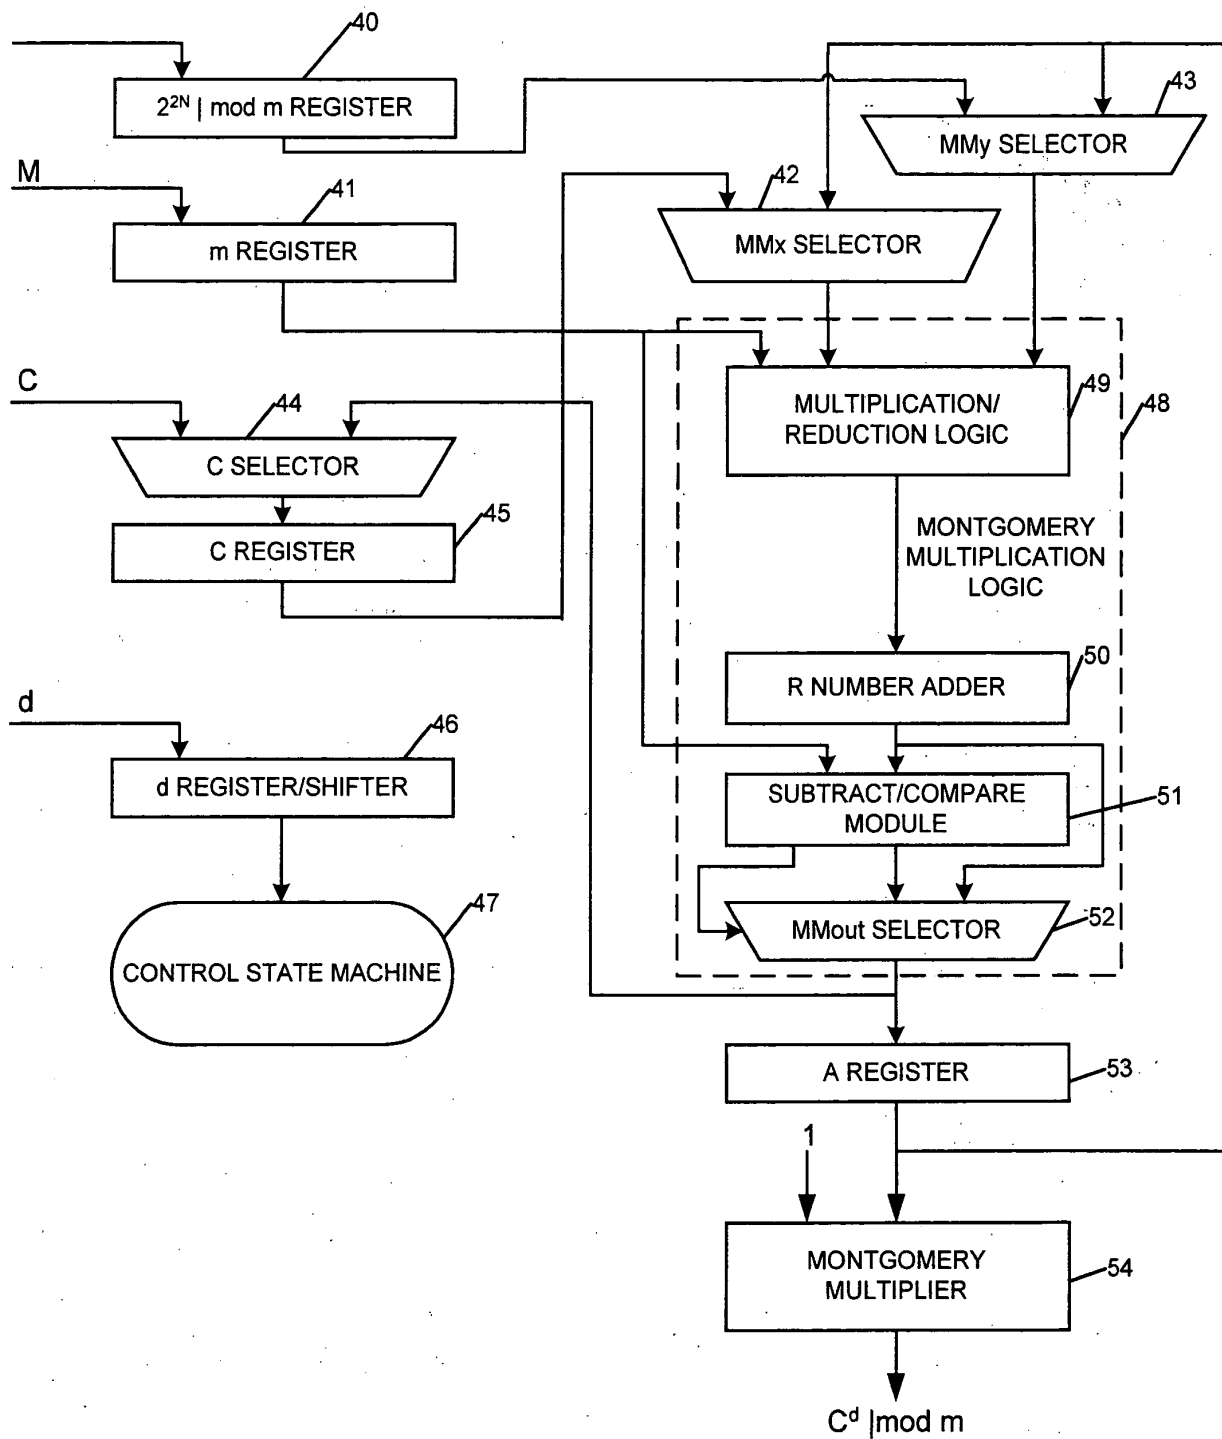 40
2²ᴺ | mod m REGISTER
43
MMy SELECTOR
M
41
m REGISTER
42
MMx SELECTOR
C
44
C SELECTOR
45
C REGISTER
49
48
MULTIPLICATION/
REDUCTION LOGIC
MONTGOMERY
MULTIPLICATION
LOGIC
50
R NUMBER ADDER
d
46
d REGISTER/SHIFTER
51
SUBTRACT/COMPARE
MODULE
47
CONTROL STATE MACHINE
52
MMout SELECTOR
53
A REGISTER
1
54
MONTGOMERY
MULTIPLIER
Cᵈ |mod m